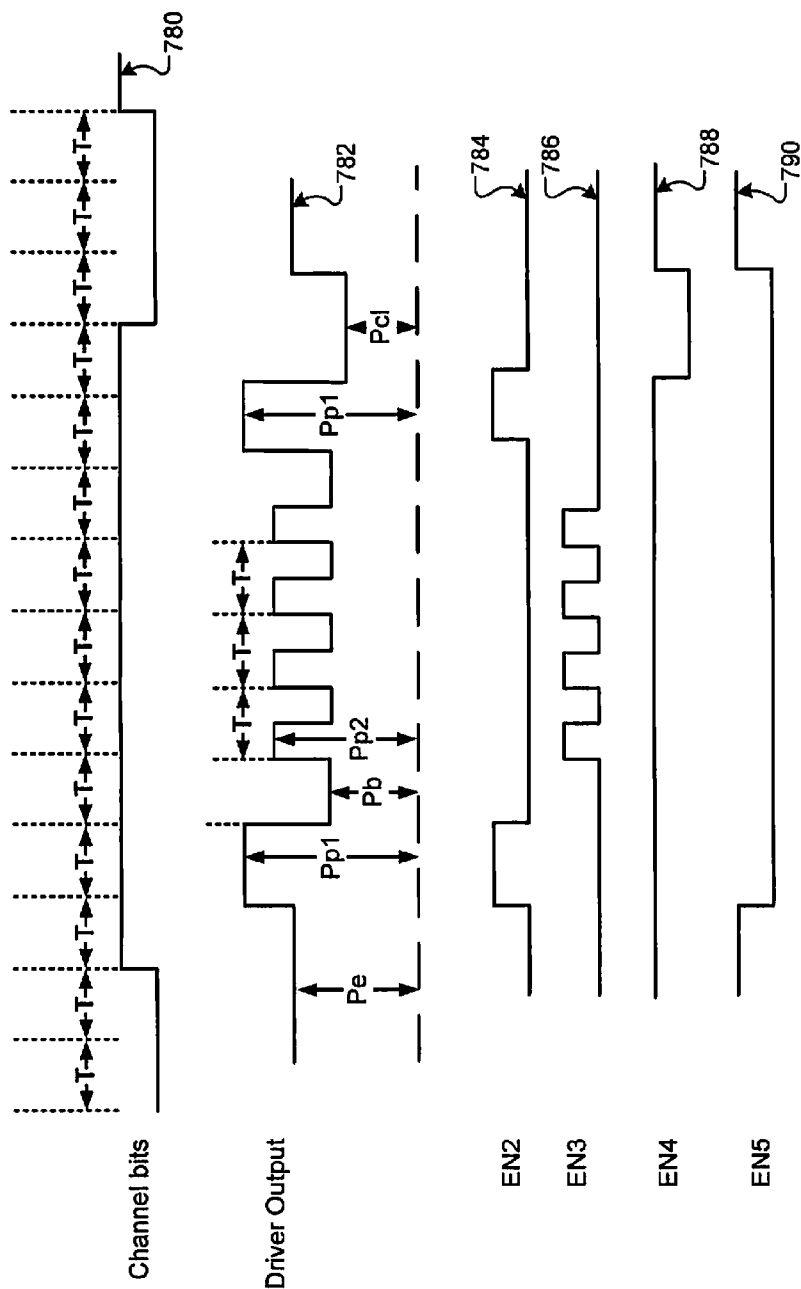 T T T T T T T T T T T T T T
Channel bits
780
T T T
Driver Output
Pe
Pp1
Pb
Pp2
Pp1
Pcl
782
EN2
784
EN3
786
EN4
788
EN5
790